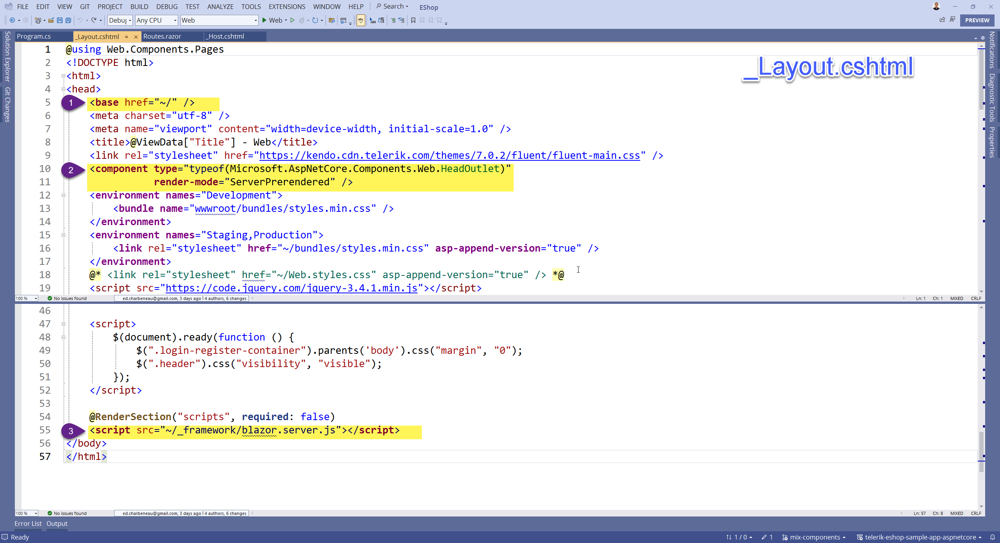 FILE EDIT VIEW GIT PROJECT BUILD DEBUG TEST ANALYZE TOOLS EXTENSIONS WINDOW HELP Search EShop
Debug Any CPU Web Web PREVIEW
Program.cs _Layout.cshtml Routes.razor _Host.cshtml
Solution Explorer
Git Changes
Notifications
Diagnostic Tools
Properties
_Layout.cshtml
1 @using Web.Components.Pages
2 <!DOCTYPE html>
3 <html>
4 <head>
1
5 <base href="~/" />
6 <meta charset="utf-8" />
7 <meta name="viewport" content="width=device-width, initial-scale=1.0" />
8 <title>@ViewData["Title"] - Web</title>
9 <link rel="stylesheet" href="https://kendo.cdn.telerik.com/themes/7.0.2/fluent/fluent-main.css" />
2
10 <component type="typeof(Microsoft.AspNetCore.Components.Web.HeadOutlet)"
11 render-mode="ServerPrerendered" />
12 <environment names="Development">
13 <bundle name="wwwroot/bundles/styles.min.css" />
14 </environment>
15 <environment names="Staging,Production">
16 <link rel="stylesheet" href="~/bundles/styles.min.css" asp-append-version="true" />
17 </environment>
18 @* <link rel="stylesheet" href="~/Web.styles.css" asp-append-version="true" /> *@
19 <script src="https://code.jquery.com/jquery-3.4.1.min.js"></script>
100 % No issues found ed.charbeneau@gmail.com, 3 days ago | 4 authors, 6 changes Ln: 1 Ch: 1 MIXED CRLF
46
47 <script>
48 $(document).ready(function () {
49 $(".login-register-container").parents('body').css("margin", "0");
50 $(".header").css("visibility", "visible");
51 });
52 </script>
53
54 @RenderSection("scripts", required: false)
3
55 <script src="~/_framework/blazor.server.js"></script>
56 </body>
57 </html>
100 % No issues found ed.charbeneau@gmail.com, 3 days ago | 4 authors, 6 changes Ln: 57 Ch: 8 MIXED CRLF
Error List Output
Ready 1 / 0 1 mix-components telerik-eshop-sample-app-aspnetcore